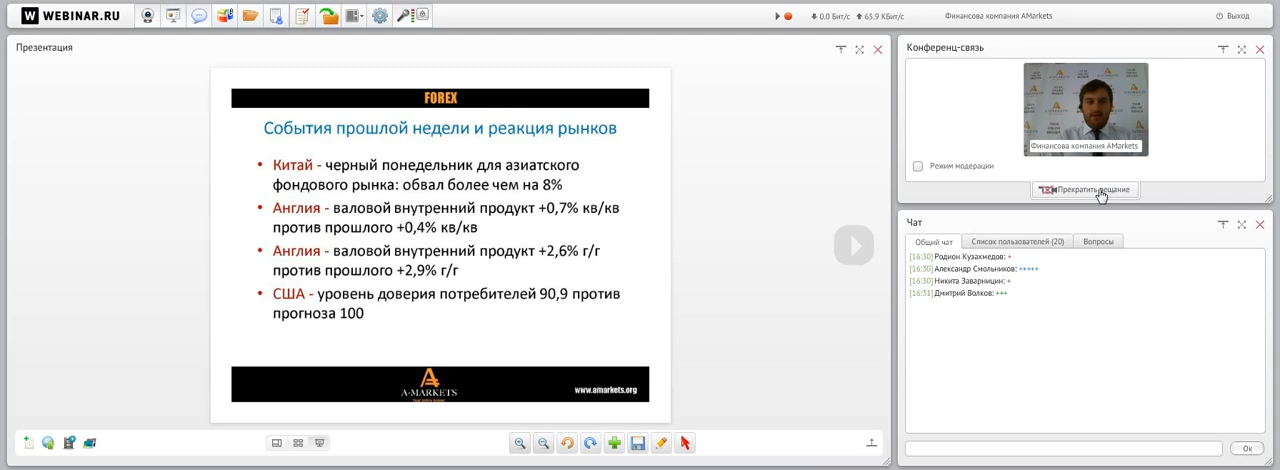 WEBINAR.RU
0.0 Бит/с
65.9 КБит/с
Финансова компания AMarkets
Выход
Презентация
FOREX
События прошлой недели и реакция рынков
• Китай - черный понедельник для азиатского
фондового рынка: обвал более чем на 8%
• Англия - валовой внутренний продукт +0,7% кв/кв
против прошлого +0,4% кв/кв
• Англия - валовой внутренний продукт +2,6% г/г
против прошлого +2,9% г/г
• США - уровень доверия потребителей 90,9 против
прогноза 100
A-MARKETS
www.amarkets.org
Конференц-связь
Финансова компания AMarkets
Режим модерации
Прекратить вещание
Чат
Общий чат
Список пользователей (20)
Вопросы
[16:30] Родион Кузахмедов: +
[16:30] Александр Смольников: +++++
[16:30] Никита Заварницин: +
[16:31] Дмитрий Волков: +++
Ок